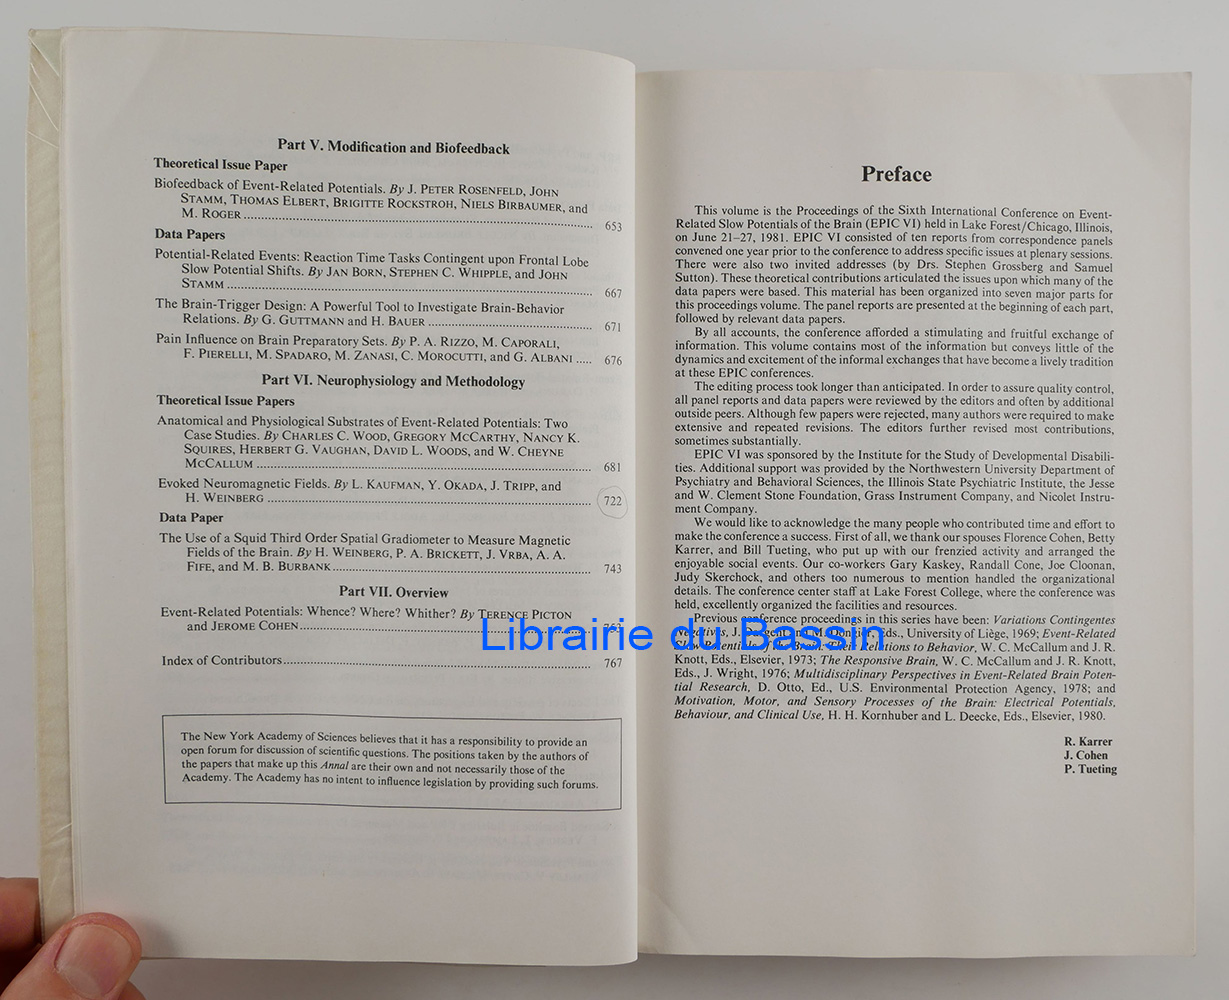 Part V. Modification and Biofeedback
Theoretical Issue Paper
Biofeedback of Event-Related Potentials. By J. PETER ROSENFELD, JOHN
STAMM, THOMAS ELBERT, BRIGITTE ROCKSTROH, NIELS BIRBAUMER, and
M. ROGER 653
Data Papers
Potential-Related Events: Reaction Time Tasks Contingent upon Frontal Lobe
Slow Potential Shifts. By JAN BORN, STEPHEN C. WHIPPLE, and JOHN
STAMM 667
The Brain-Trigger Design: A Powerful Tool to Investigate Brain-Behavior
Relations. By G. GUTTMANN and H. BAUER 671
Pain Influence on Brain Preparatory Sets. By P. A. RIZZO, M. CAPORALI,
F. PIERELLI, M. SPADARO, M. ZANASI, C. MOROCUTTI, and G. ALBANI ..... 676
Part VI. Neurophysiology and Methodology
Theoretical Issue Papers
Anatomical and Physiological Substrates of Event-Related Potentials: Two
Case Studies. By CHARLES C. WOOD, GREGORY MCCARTHY, NANCY K.
SQUIRES, HERBERT G. VAUGHAN, DAVID L. WOODS, and W. CHEYNE
MCCALLUM 681
Evoked Neuromagnetic Fields. By L. KAUFMAN, Y. OKADA, J. TRIPP, and
H. WEINBERG 722
Data Paper
The Use of a Squid Third Order Spatial Gradiometer to Measure Magnetic
Fields of the Brain. By H. WEINBERG, P. A. BRICKETT, J. VRBA, A. A.
FIFE, and M. B. BURBANK 743
Part VII. Overview
Event-Related Potentials: Whence? Where? Whither? By TERENCE PICTON
and JEROME COHEN
Index of Contributors 767
The New York Academy of Sciences believes that it has a responsibility to provide an
open forum for discussion of scientific questions. The positions taken by the authors of
the papers that make up this Annal are their own and not necessarily those of the
Academy. The Academy has no intent to influence legislation by providing such forums.
Preface
This volume is the Proceedings of the Sixth International Conference on Event-
Related Slow Potentials of the Brain (EPIC VI) held in Lake Forest/Chicago, Illinois,
on June 21–27, 1981. EPIC VI consisted of ten reports from correspondence panels
convened one year prior to the conference to address specific issues at plenary sessions.
There were also two invited addresses (by Drs. Stephen Grossberg and Samuel
Sutton). These theoretical contributions articulated the issues upon which many of the
data papers were based. This material has been organized into seven major parts for
this proceedings volume. The panel reports are presented at the beginning of each part,
followed by relevant data papers.
By all accounts, the conference afforded a stimulating and fruitful exchange of
information. This volume contains most of the information but conveys little of the
dynamics and excitement of the informal exchanges that have become a lively tradition
at these EPIC conferences.
The editing process took longer than anticipated. In order to assure quality control,
all panel reports and data papers were reviewed by the editors and often by additional
outside peers. Although few papers were rejected, many authors were required to make
extensive and repeated revisions. The editors further revised most contributions,
sometimes substantially.
EPIC VI was sponsored by the Institute for the Study of Developmental Disabili-
ties. Additional support was provided by the Northwestern University Department of
Psychiatry and Behavioral Sciences, the Illinois State Psychiatric Institute, the Jesse
and W. Clement Stone Foundation, Grass Instrument Company, and Nicolet Instru-
ment Company.
We would like to acknowledge the many people who contributed time and effort to
make the conference a success. First of all, we thank our spouses Florence Cohen, Betty
Karrer, and Bill Tueting, who put up with our frenzied activity and arranged the
enjoyable social events. Our co-workers Gary Kaskey, Randall Cone, Joe Cloonan,
Judy Skerchock, and others too numerous to mention handled the organizational
details. The conference center staff at Lake Forest College, where the conference was
held, excellently organized the facilities and resources.
Previous conference proceedings in this series have been: Variations Contingentes
Negatives, J. and M. Eds., University of Liège, 1969; Event-Related
Slow Potentials of the Brain: Their Relations to Behavior, W. C. McCallum and J. R.
Knott, Eds., Elsevier, 1973; The Responsive Brain, W. C. McCallum and J. R. Knott,
Eds., J. Wright, 1976; Multidisciplinary Perspectives in Event-Related Brain Poten-
tial Research, D. Otto, Ed., U.S. Environmental Protection Agency, 1978; and
Motivation, Motor, and Sensory Processes of the Brain: Electrical Potentials,
Behaviour, and Clinical Use, H. H. Kornhuber and L. Deecke, Eds., Elsevier, 1980.
R. Karrer
J. Cohen
P. Tueting
Librairie du Bassin